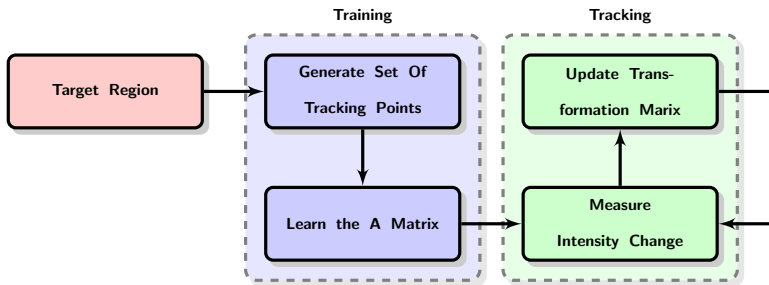 Training
Tracking
Target Region
Generate Set Of
Tracking Points
Update Trans-
formation Marix
Learn the A Matrix
Measure
Intensity Change